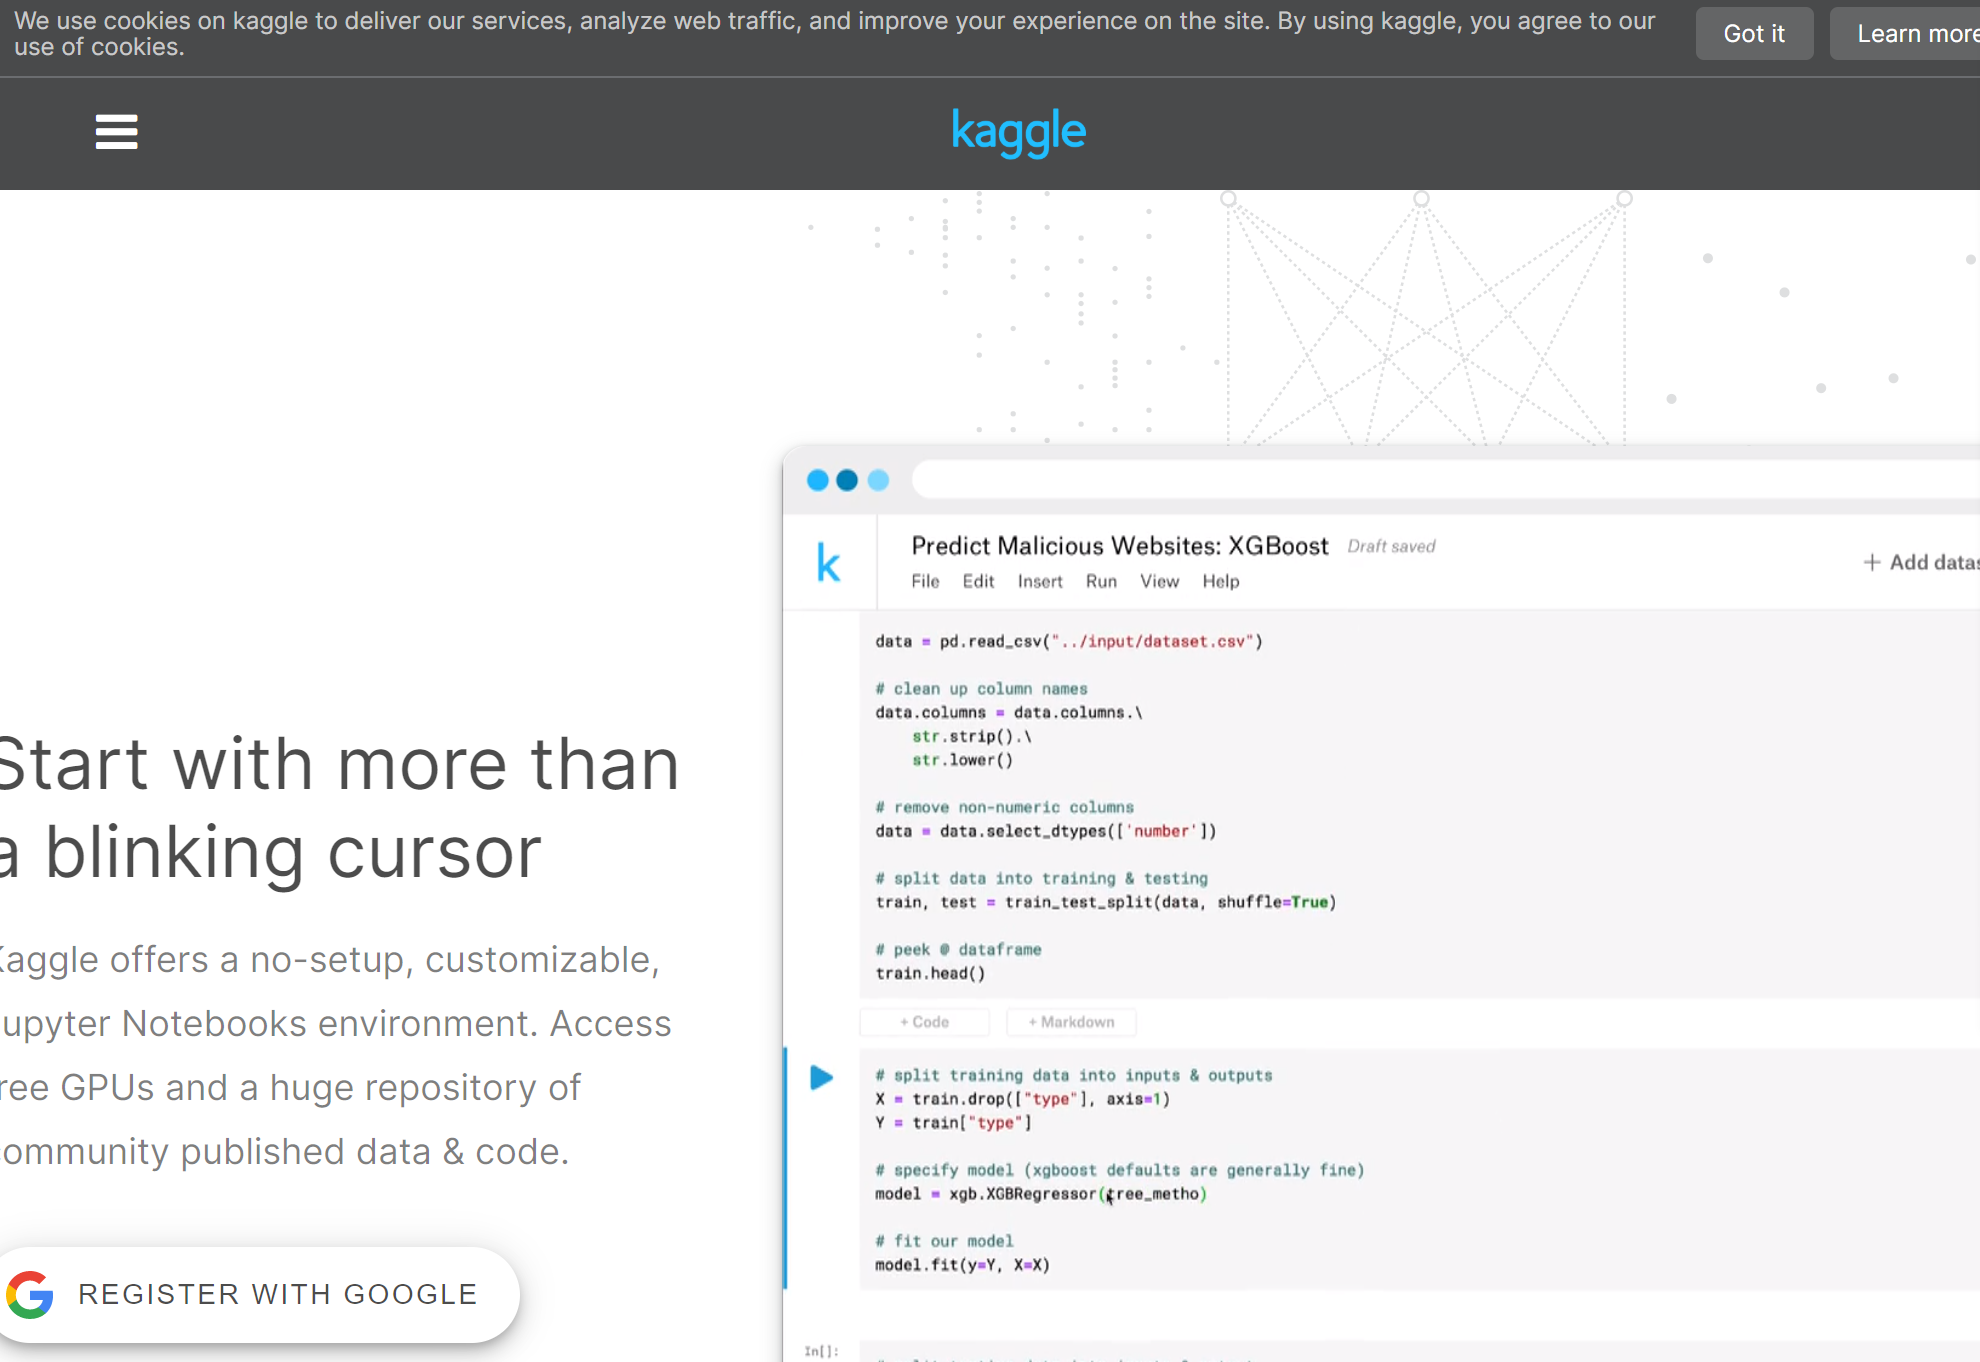 We use cookies on kaggle to deliver our services, analyze web traffic, and improve your experience on the site. By using kaggle, you agree to our
use of cookies.
Got it
Learn more
kaggle
Start with more than
a blinking cursor
Kaggle offers a no-setup, customizable,
Jupyter Notebooks environment. Access
free GPUs and a huge repository of
community published data & code.
REGISTER WITH GOOGLE
k
Predict Malicious Websites: XGBoost Draft saved
File Edit Insert Run View Help
+ Add datas
data = pd.read_csv("../input/dataset.csv")
# clean up column names
data.columns = data.columns.\
str.strip().\
str.lower()
# remove non-numeric columns
data = data.select_dtypes(['number'])
# split data into training & testing
train, test = train_test_split(data, shuffle=True)
# peek @ dataframe
train.head()
+ Code
+ Markdown
# split training data into inputs & outputs
X = train.drop(["type"], axis=1)
Y = train["type"]
# specify model (xgboost defaults are generally fine)
model = xgb.XGBRegressor(tree_metho)
# fit our model
model.fit(y=Y, X=X)
In[]: